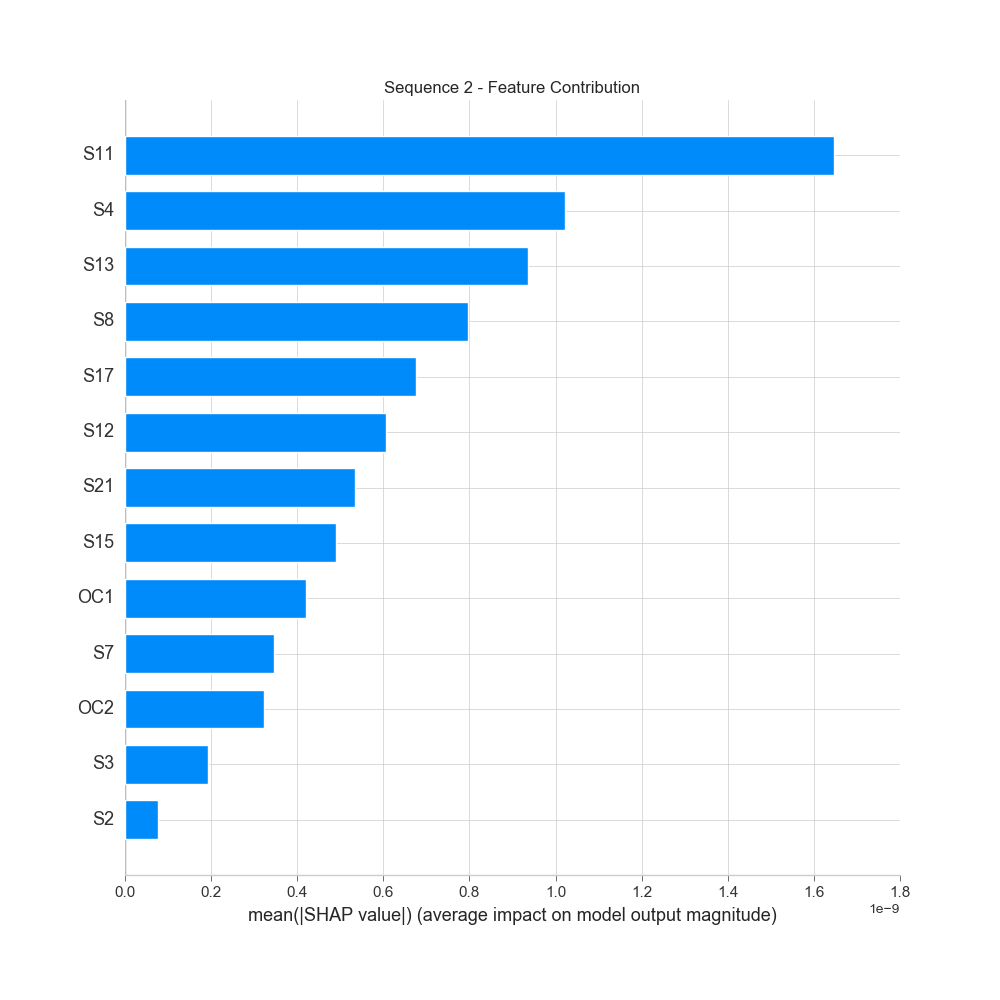 Sequence 2 - Feature Contribution
S11
S4
S13
S8
S17
S12
S21
S15
OC1
S7
OC2
S3
S2
0.0 0.2 0.4 0.6 0.8 1.0 1.2 1.4 1.6 1.8
1e−9
mean(|SHAP value|) (average impact on model output magnitude)